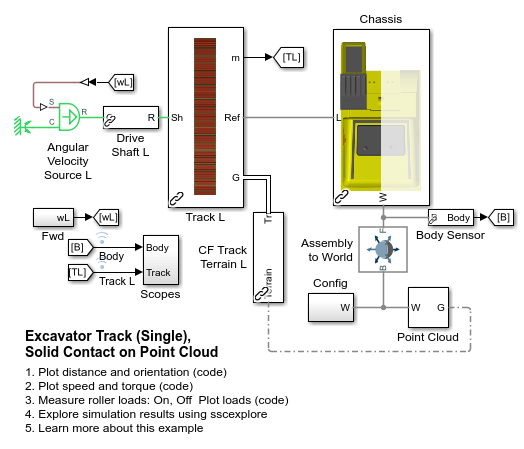 Chassis
m
[TL]
[wL]
S
C
R
R
Drive
Shaft L
Sh
Ref
G
L
W
Angular
Velocity
Source L
Track L
wL
[wL]
Fwd
[B]
Body
[TL]
Track L
Body
Track
Scopes
CF Track
Terrain L
Tr
Assembly
to World
F
B
Body
[B]
Body Sensor
Config
W
W
G
Point Cloud
Excavator Track (Single),
Solid Contact on Point Cloud
1. Plot distance and orientation (code)
2. Plot speed and torque (code)
3. Measure roller loads: On, Off Plot loads (code)
4. Explore simulation results using sscexplore
5. Learn more about this example